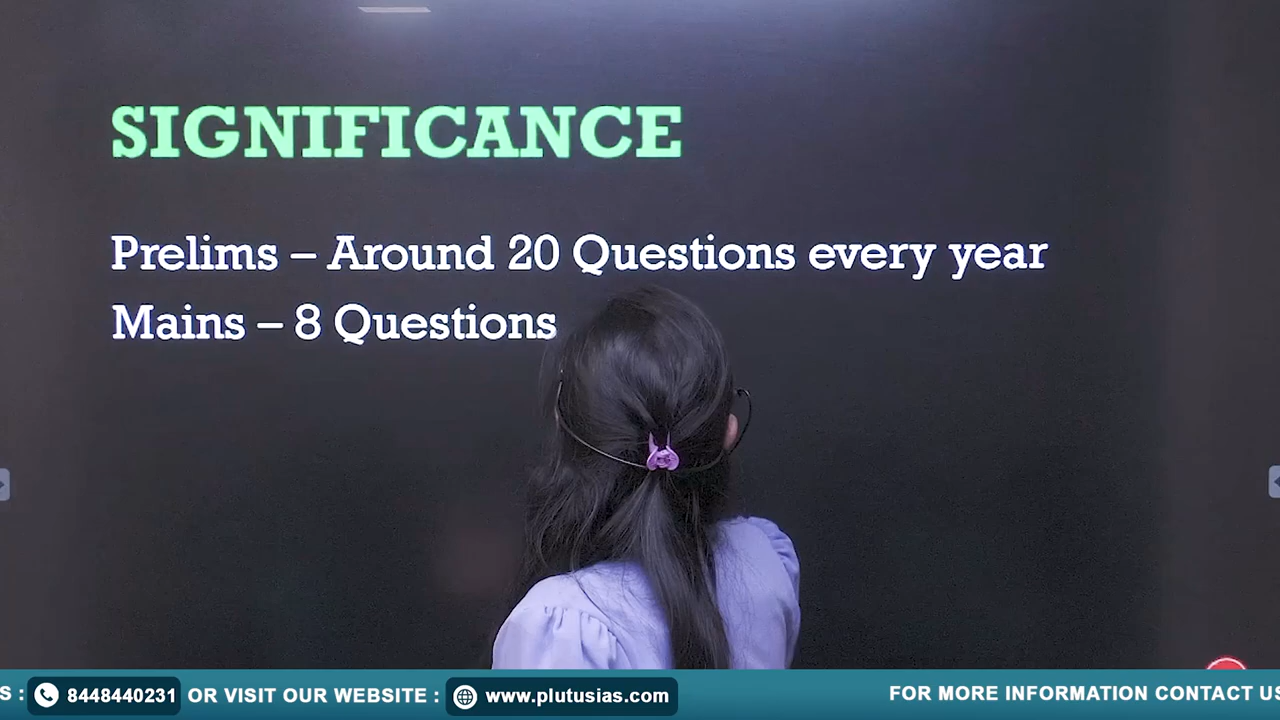 SIGNIFICANCE
Prelims – Around 20 Questions every year
Mains – 8 Questions
S : 8448440231 OR VISIT OUR WEBSITE : www.plutusias.com FOR MORE INFORMATION CONTACT US